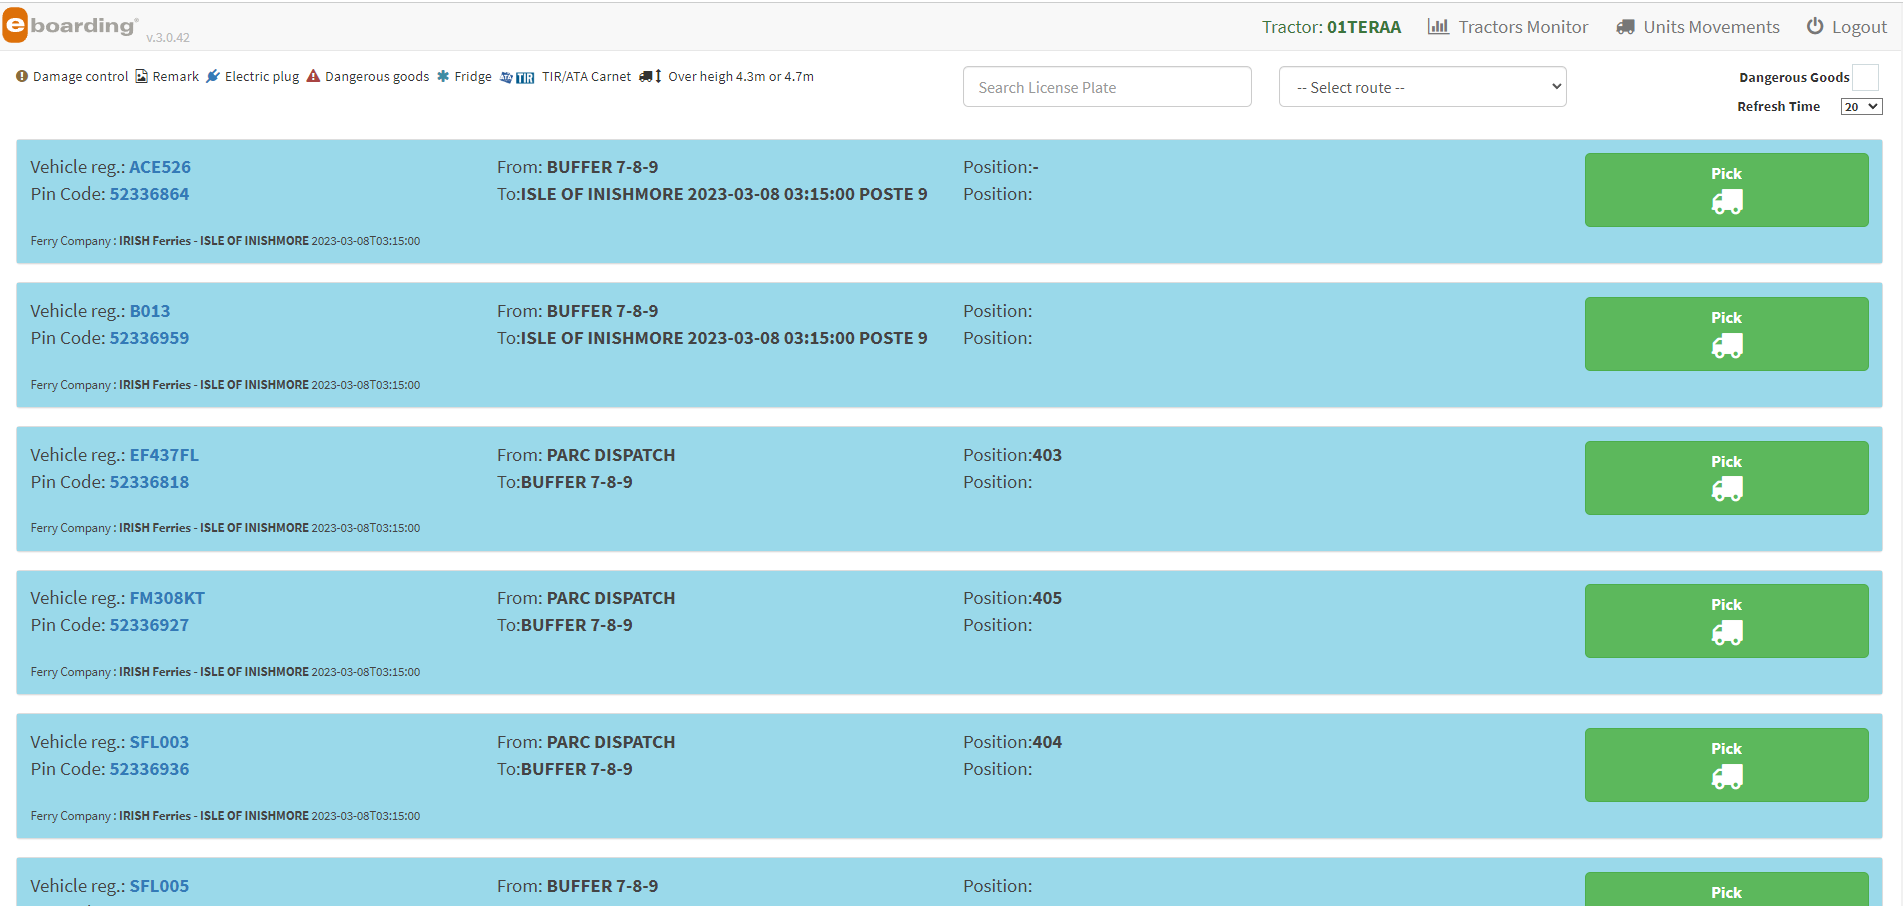 eboarding v.3.0.42
Tractor: 01TERAA Tractors Monitor Units Movements Logout
Damage control Remark Electric plug Dangerous goods Fridge ATA TIR TIR/ATA Carnet Over heigh 4.3m or 4.7m
Search License Plate
-- Select route --
Dangerous Goods
Refresh Time 20
Vehicle reg.: ACE526 From: BUFFER 7-8-9 Position:-
Pick
Pin Code: 52336864 To:ISLE OF INISHMORE 2023-03-08 03:15:00 POSTE 9 Position:
Ferry Company : IRISH Ferries - ISLE OF INISHMORE 2023-03-08T03:15:00
Vehicle reg.: B013 From: BUFFER 7-8-9 Position:
Pick
Pin Code: 52336959 To:ISLE OF INISHMORE 2023-03-08 03:15:00 POSTE 9 Position:
Ferry Company : IRISH Ferries - ISLE OF INISHMORE 2023-03-08T03:15:00
Vehicle reg.: EF437FL From: PARC DISPATCH Position:403
Pick
Pin Code: 52336818 To:BUFFER 7-8-9 Position:
Ferry Company : IRISH Ferries - ISLE OF INISHMORE 2023-03-08T03:15:00
Vehicle reg.: FM308KT From: PARC DISPATCH Position:405
Pick
Pin Code: 52336927 To:BUFFER 7-8-9 Position:
Ferry Company : IRISH Ferries - ISLE OF INISHMORE 2023-03-08T03:15:00
Vehicle reg.: SFL003 From: PARC DISPATCH Position:404
Pick
Pin Code: 52336936 To:BUFFER 7-8-9 Position:
Ferry Company : IRISH Ferries - ISLE OF INISHMORE 2023-03-08T03:15:00
Vehicle reg.: SFL005 From: BUFFER 7-8-9 Position:
Pick